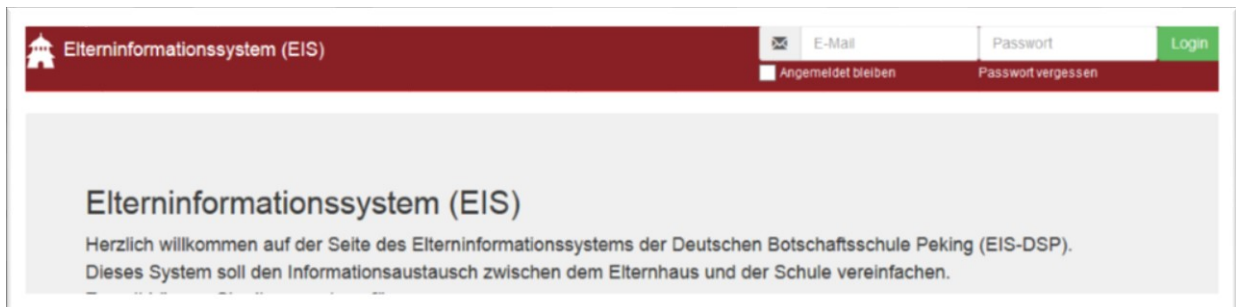 Elterninformationssystem (EIS)
E-Mail
Passwort
Login
Angemeldet bleiben
Passwort vergessen
Elterninformationssystem (EIS)
Herzlich willkommen auf der Seite des Elterninformationssystems der Deutschen Botschaftsschule Peking (EIS-DSP).
Dieses System soll den Informationsaustausch zwischen dem Elternhaus und der Schule vereinfachen.